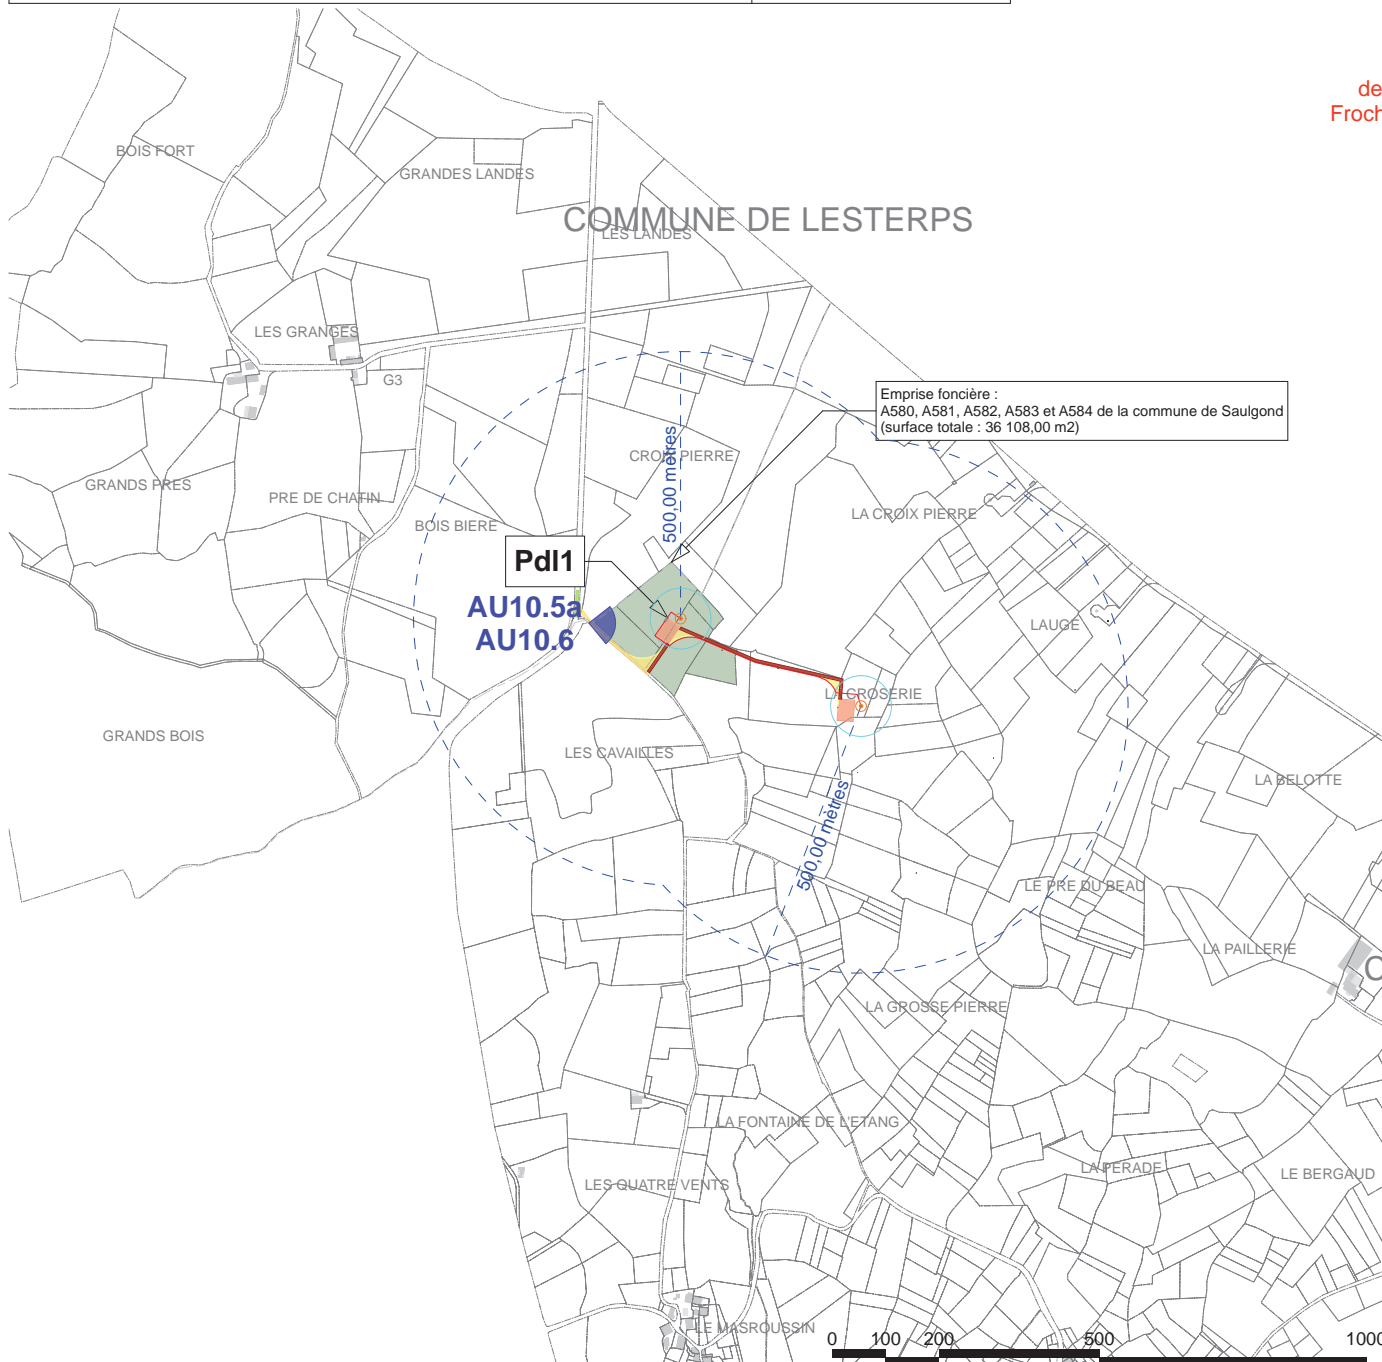 de
Froch
BOIS FORT
GRANDES LANDES
COMMUNE DE LESTERPS
LES LANDES
LES GRANGES
G3
Emprise foncière :
A580, A581, A582, A583 et A584 de la commune de Saulgond
(surface totale : 36 108,00 m2)
500,00 mètres
CROIX PIERRE
GRANDS PRES
PRE DE CHATIN
BOIS BIERE
LA CROIX PIERRE
Pdl1
AU10.5a
AU10.6
LAUGE
LA CROSERIE
GRANDS BOIS
LES CAVAILLES
LA BELOTTE
500,00 mètres
LE PRE DU BEAU
LA PAILLERIE
C
LA GROSSE PIERRE
LA FONTAINE DE L'ETANG
LA PERADE
LE BERGAUD
LES QUATRE VENTS
LE MASROUSSIN
0 100 200 500 1000